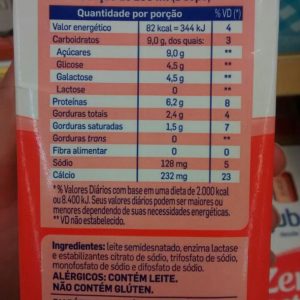 Quantidade por porção % VD (*)
Valor energético 82 kcal = 344 kJ 4
Carboidratos 9,0 g, dos quais: 3
Açúcares 9,0 g **
Glicose 4,5 g **
Galactose 4,5 g **
Lactose 0 **
Proteínas 6,2 g 8
Gorduras totais 2,4 g 4
Gorduras saturadas 1,5 g 7
Gorduras trans 0 **
Fibra alimentar 0 0
Sódio 128 mg 5
Cálcio 232 mg 23
* % Valores Diários com base em uma dieta de 2.000 kcal
ou 8.400 kJ. Seus valores diários podem ser maiores ou
menores dependendo de suas necessidades energéticas.
** VD não estabelecido.
Ingredientes: leite semidesnatado, enzima lactase
e estabilizantes citrato de sódio, trifosfato de sódio,
monofosfato de sódio e difosfato de sódio.
ALÉRGICOS: CONTÉM LEITE.
NÃO CONTÉM GLÚTEN.